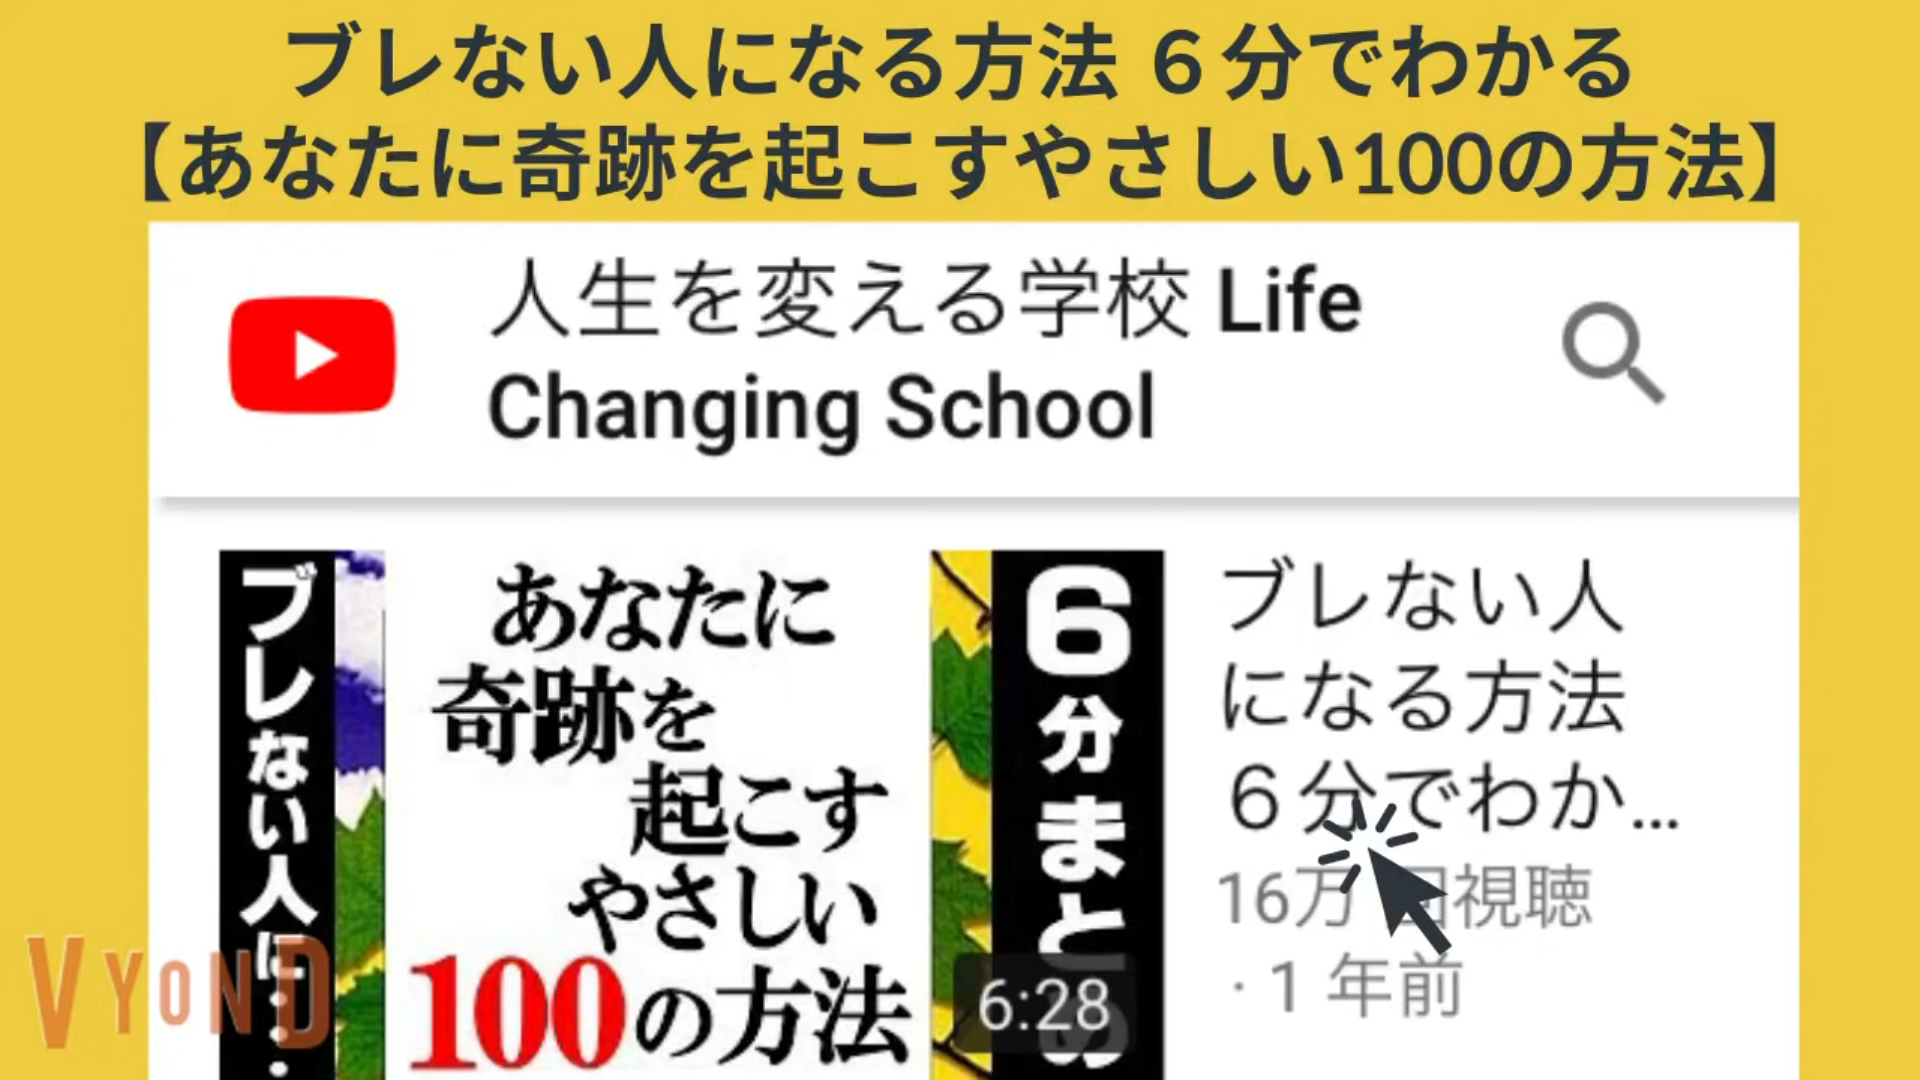 ブレない人になる方法 6分でわかる
【あなたに奇跡を起こすやさしい100の方法】
人生を変える学校 Life
Changing School
ブレない人に・・・
あなたに
奇跡を
起こす
やさしい
100の方法
6分まとめ
6:28
ブレない人
になる方法
6分でわか...
16万 回視聴
・1 年前
VYOND